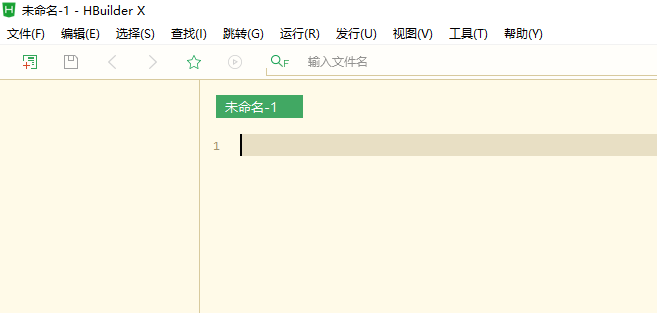 未命名-1 - HBuilder X
文件(F) 编辑(E) 选择(S) 查找(I) 跳转(G) 运行(R) 发行(U) 视图(V) 工具(T) 帮助(Y)
F 输入文件名
未命名-1
1